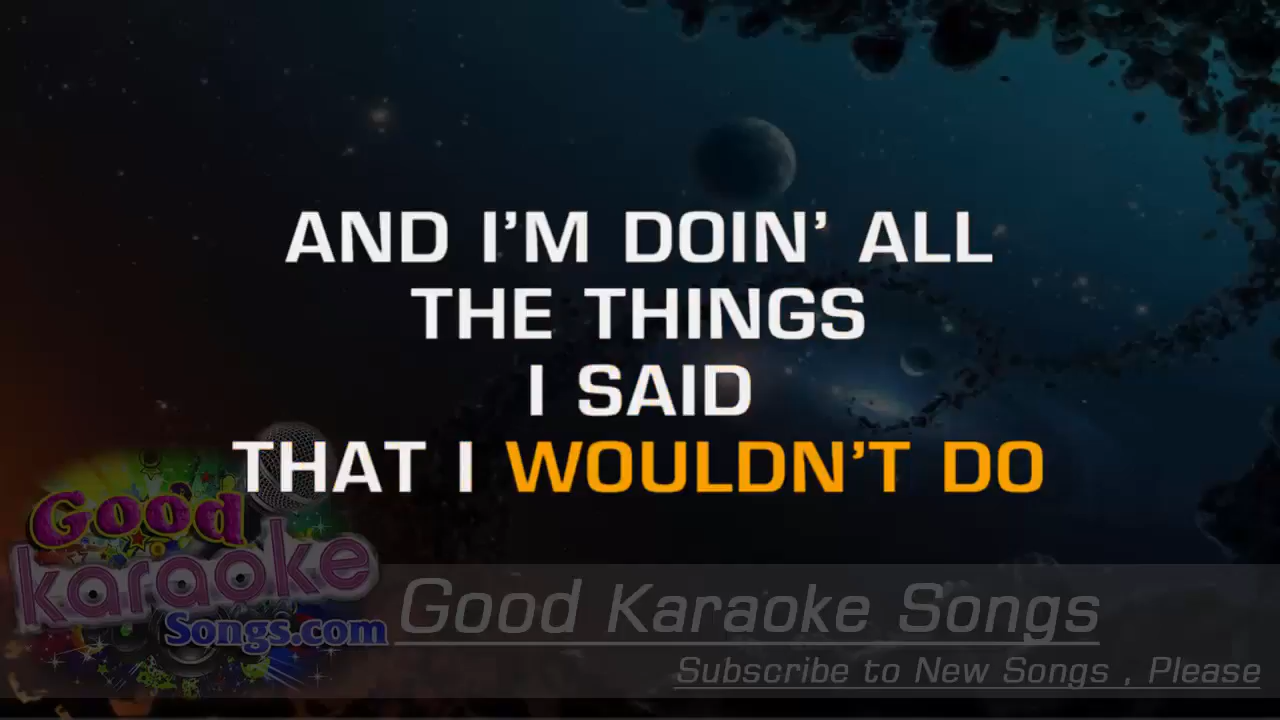 AND I'M DOIN' ALL
THE THINGS
I SAID
THAT I WOULDN'T DO
Good
karaoke
Songs.com
Good Karaoke Songs
Subscribe to New Songs , Please